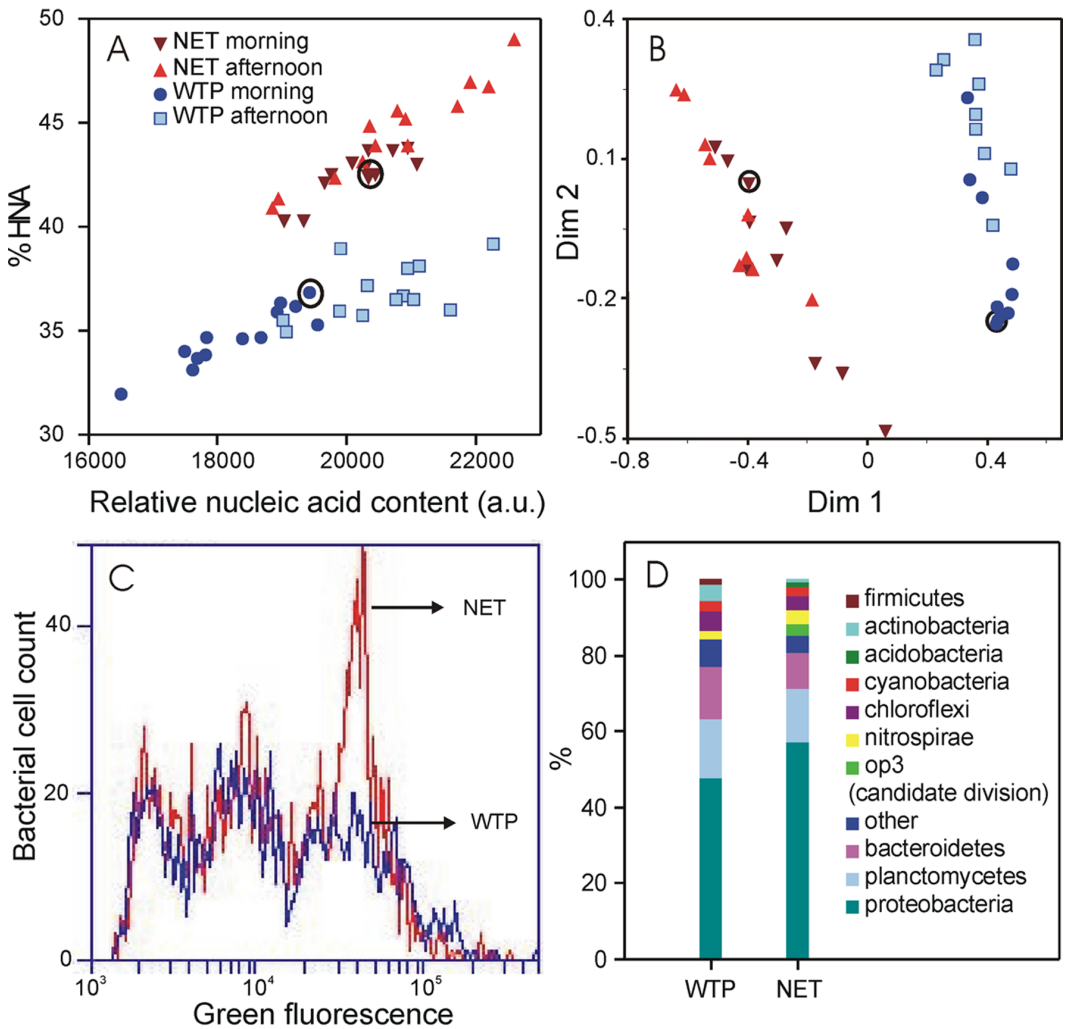 A
50
45
40
35
30
%HNA
NET morning
NET afternoon
WTP morning
WTP afternoon
16000 18000 20000 22000
Relative nucleic acid content (a.u.)
B
0.4
0.1
-0.2
-0.5
Dim 2
-0.8 -0.4 0 0.4
Dim 1
C
40
20
0
Bacterial cell count
NET
WTP
10³ 10⁴ 10⁵
Green fluorescence
D
100
80
60
40
20
0
%
WTP NET
firmicutes
actinobacteria
acidobacteria
cyanobacteria
chloroflexi
nitrospirae
op3
(candidate division)
other
bacteroidetes
planctomycetes
proteobacteria